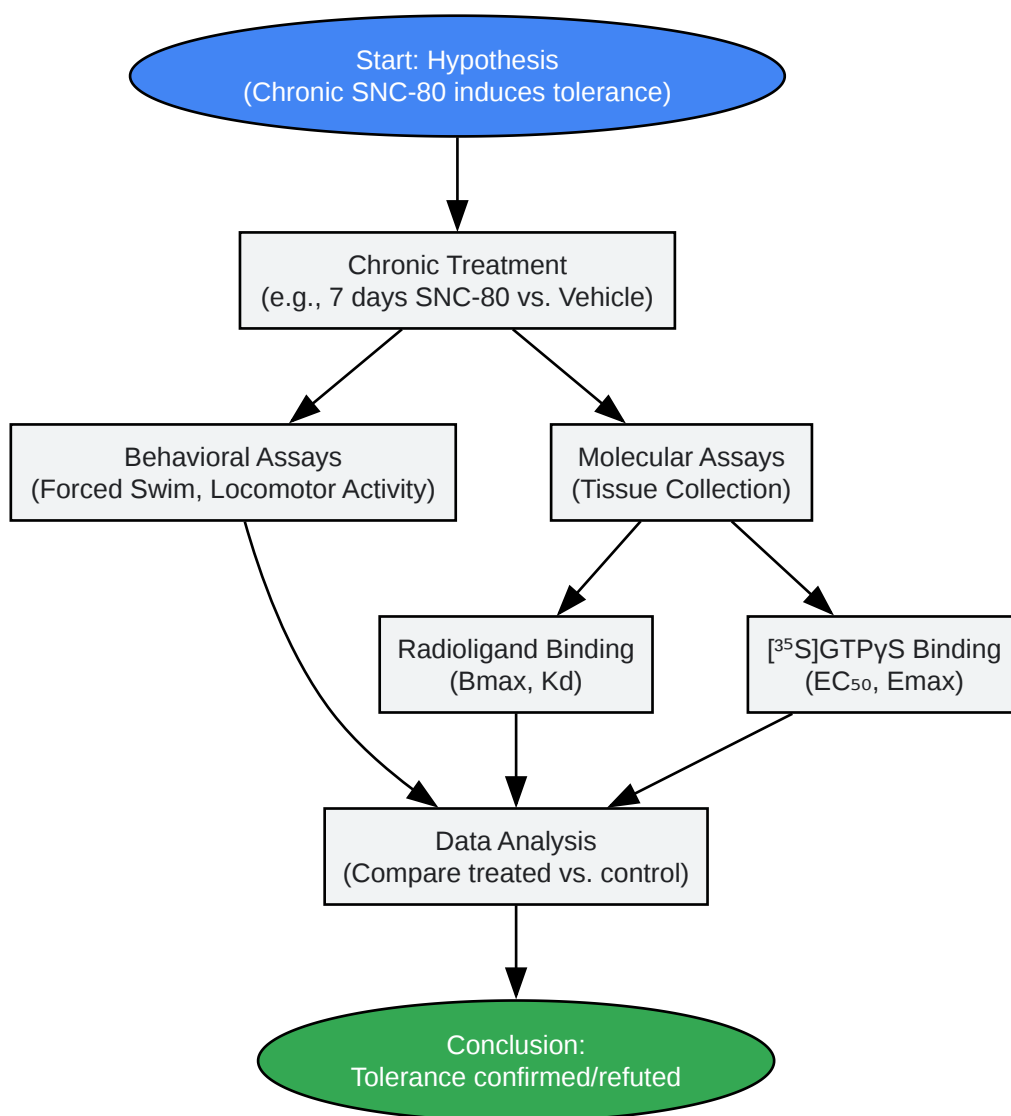 Start: Hypothesis
(Chronic SNC-80 induces tolerance)
Chronic Treatment
(e.g., 7 days SNC-80 vs. Vehicle)
Behavioral Assays
(Forced Swim, Locomotor Activity)
Molecular Assays
(Tissue Collection)
Radioligand Binding
(Bmax, Kd)
[³⁵S]GTPγS Binding
(EC₅₀, Emax)
Data Analysis
(Compare treated vs. control)
Conclusion:
Tolerance confirmed/refuted